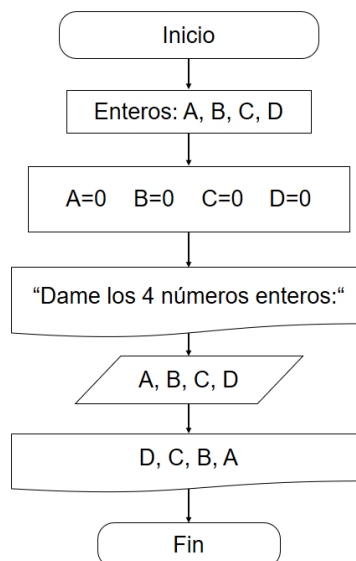 Inicio
Enteros: A, B, C, D
A=0 B=0 C=0 D=0
“Dame los 4 números enteros:“
A, B, C, D
D, C, B, A
Fin